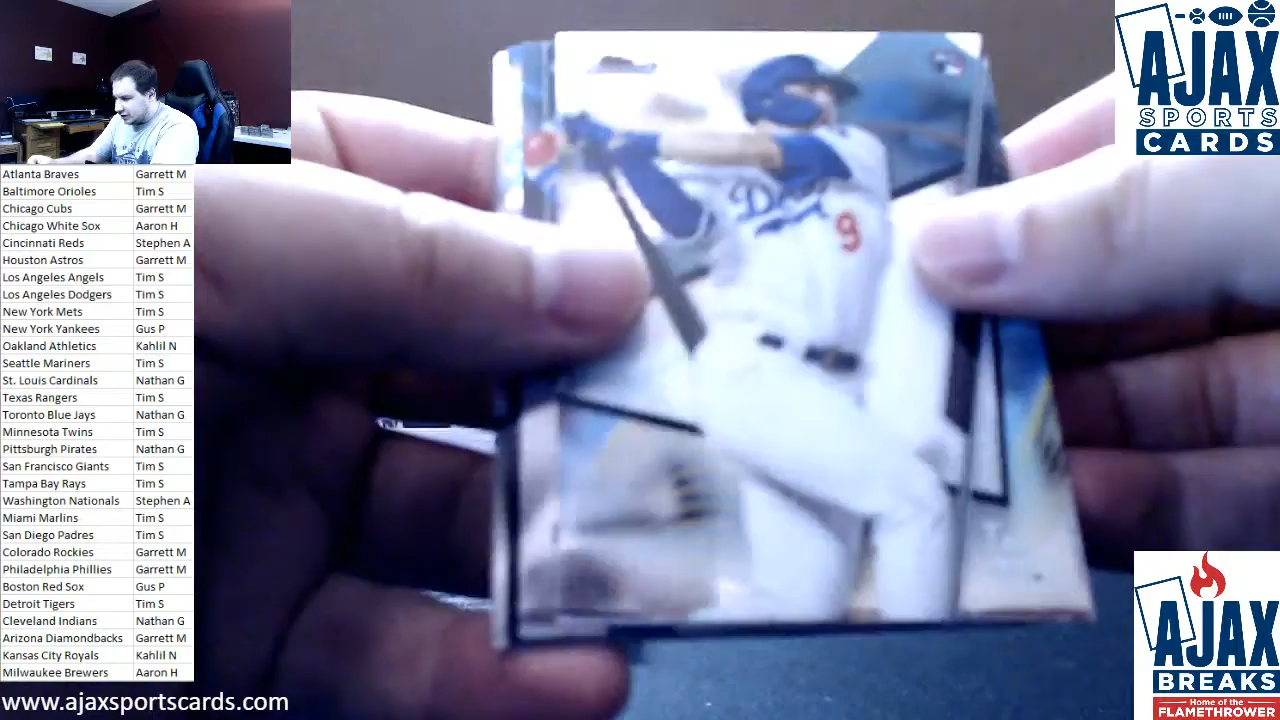 AJAX
SPORTS
CARDS
Atlanta Braves Garrett M
Baltimore Orioles Tim S
Chicago Cubs Garrett M
Chicago White Sox Aaron H
Cincinnati Reds Stephen A
Houston Astros Garrett M
Los Angeles Angels Tim S
Los Angeles Dodgers Tim S
New York Mets Tim S
New York Yankees Gus P
Oakland Athletics Kahlil N
Seattle Mariners Tim S
St. Louis Cardinals Nathan G
Texas Rangers Tim S
Toronto Blue Jays Nathan G
Minnesota Twins Tim S
Pittsburgh Pirates Nathan G
San Francisco Giants Tim S
Tampa Bay Rays Tim S
Washington Nationals Stephen A
Miami Marlins Tim S
San Diego Padres Tim S
Colorado Rockies Garrett M
Philadelphia Phillies Garrett M
Boston Red Sox Gus P
Detroit Tigers Tim S
Cleveland Indians Nathan G
Arizona Diamondbacks Garrett M
Kansas City Royals Kahlil N
Milwaukee Brewers Aaron H
9
AJAX
BREAKS
Home of the
FLAMETHROWER
www.ajaxsportscards.com